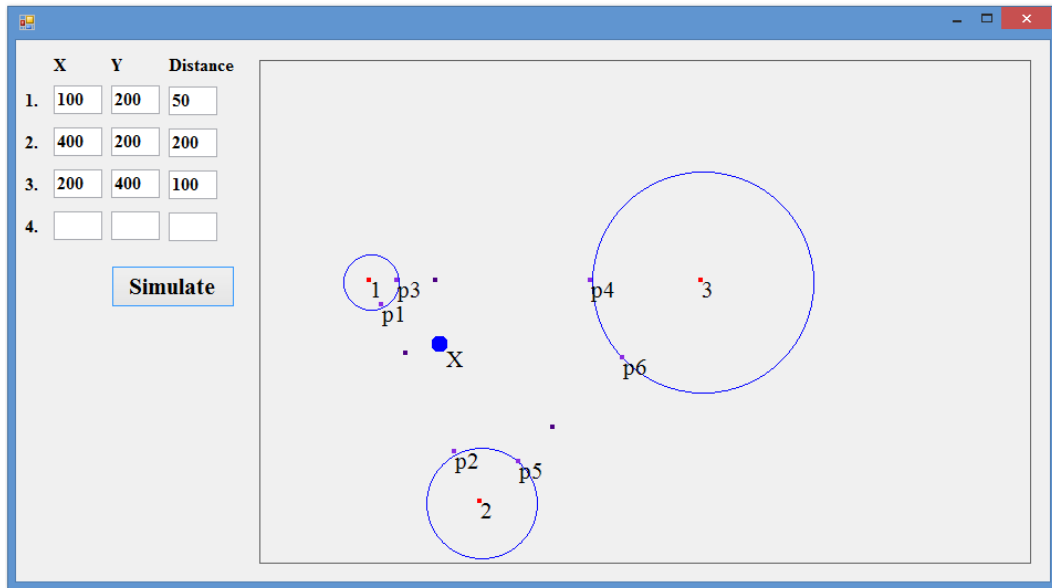 X Y Distance
1. 100 200 50
2. 400 200 200
3. 200 400 100
4.
Simulate
1 p3 p4 3
p1
X p6
p2 p5
2